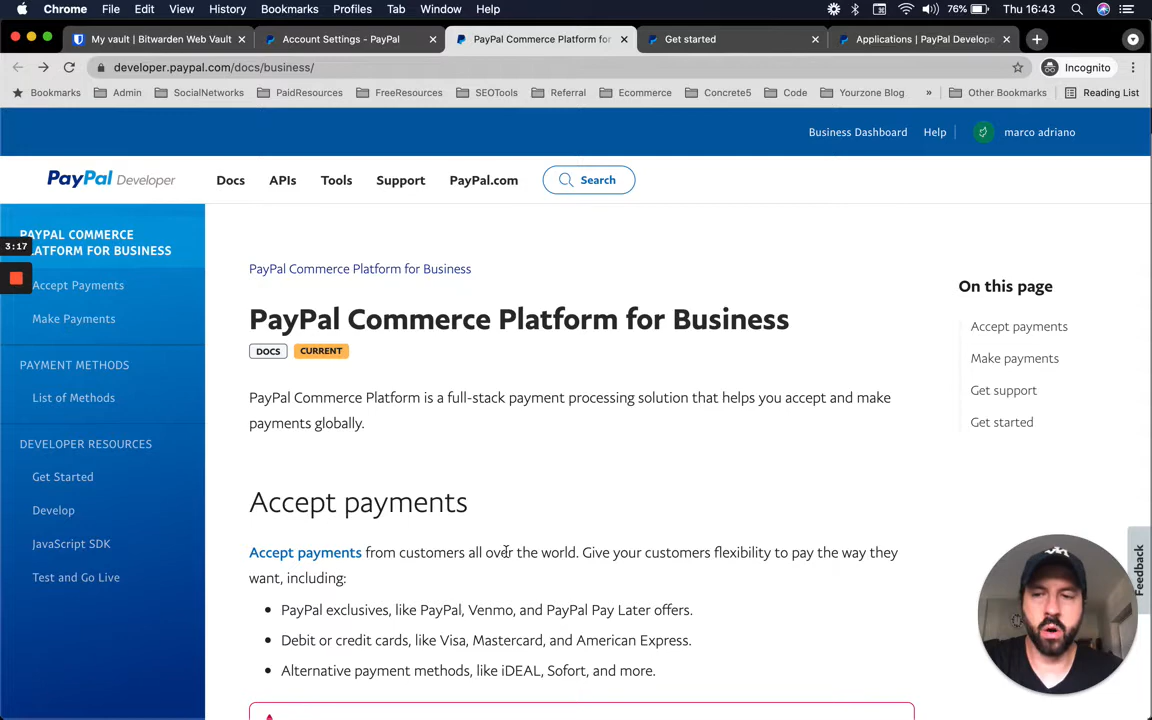 Chrome File Edit View History Bookmarks Profiles Tab Window Help 76% Thu 16:43
My vault | Bitwarden Web Vault Account Settings - PayPal PayPal Commerce Platform for Get started Applications | PayPal Develope
developer.paypal.com/docs/business/ Incognito
Bookmarks Admin SocialNetworks PaidResources FreeResources SEOTools Referral Ecommerce Concrete5 Code Yourzone Blog » Other Bookmarks Reading List
Business Dashboard Help marco adriano
PayPal Developer Docs APIs Tools Support PayPal.com Search
PAYPAL COMMERCE
3:17
LATFORM FOR BUSINESS
Accept Payments
Make Payments
PAYMENT METHODS
List of Methods
DEVELOPER RESOURCES
Get Started
Develop
JavaScript SDK
Test and Go Live
PayPal Commerce Platform for Business
PayPal Commerce Platform for Business
DOCS CURRENT
PayPal Commerce Platform is a full-stack payment processing solution that helps you accept and make
payments globally.
Accept payments
Accept payments from customers all over the world. Give your customers flexibility to pay the way they
want, including:
• PayPal exclusives, like PayPal, Venmo, and PayPal Pay Later offers.
• Debit or credit cards, like Visa, Mastercard, and American Express.
• Alternative payment methods, like iDEAL, Sofort, and more.
On this page
Accept payments
Make payments
Get support
Get started
Feedback